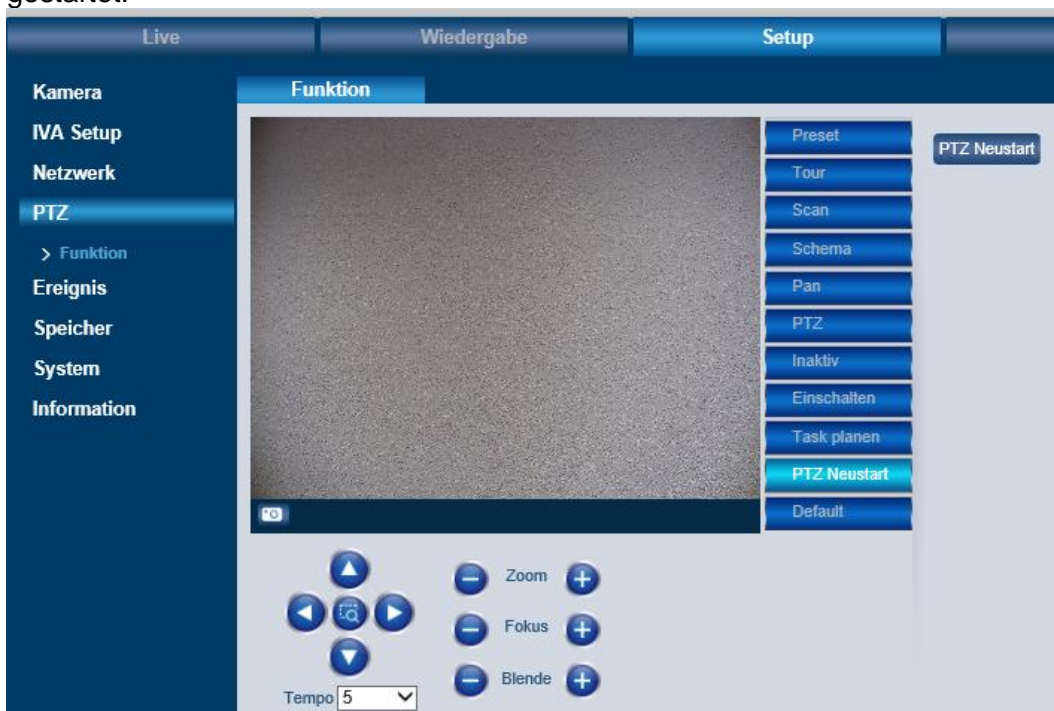 gestartet.
Live Wiedergabe Setup
Kamera
IVA Setup
Netzwerk
PTZ
> Funktion
Ereignis
Speicher
System
Information
Funktion
Preset
Tour
Scan
Schema
Pan
PTZ
Inaktiv
Einschalten
Task planen
PTZ Neustart
Default
PTZ Neustart
Zoom
Fokus
Blende
Tempo 5